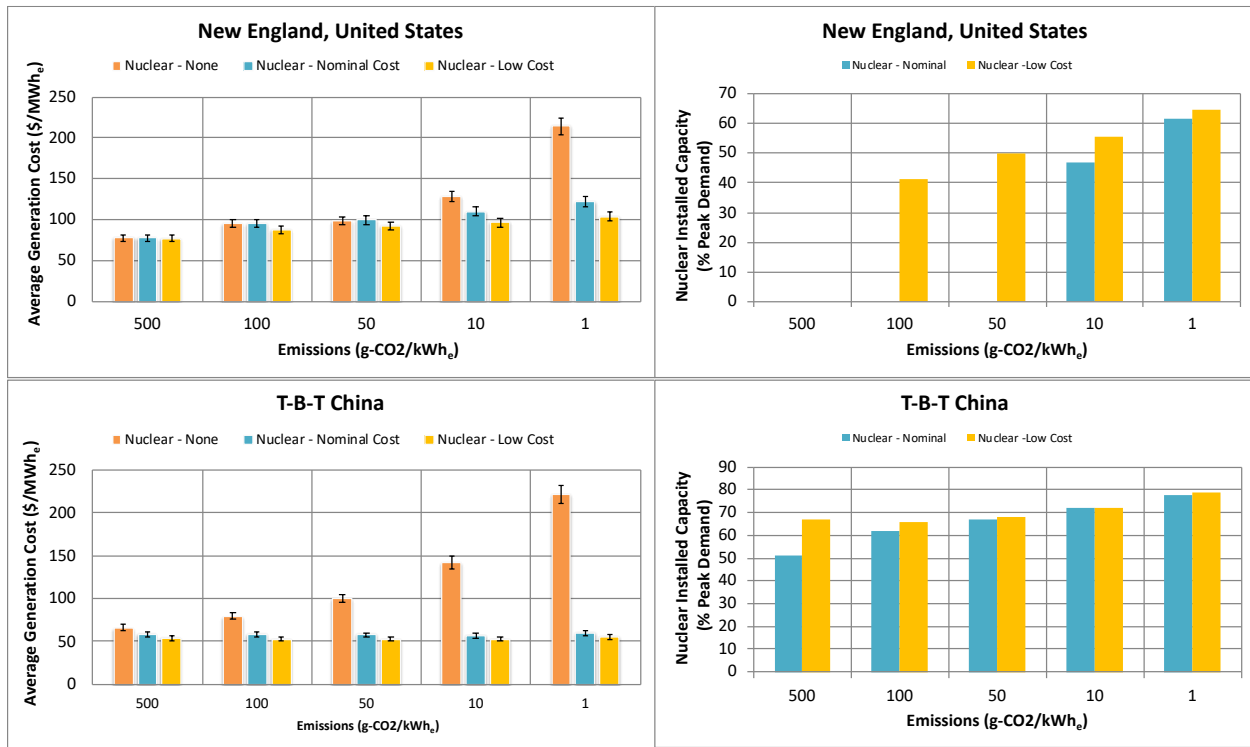 New England, United States
Nuclear - None Nuclear - Nominal Cost Nuclear - Low Cost
Average Generation Cost ($/MWhe)
250
200
150
100
50
0
500 100 50 10 1
Emissions (g-CO2/kWhe)
New England, United States
Nuclear - Nominal Nuclear -Low Cost
Nuclear Installed Capacity
(% Peak Demand)
70
60
50
40
30
20
10
0
500 100 50 10 1
Emissions (g-CO2/kWhe)
T-B-T China
Nuclear - None Nuclear - Nominal Cost Nuclear - Low Cost
Average Generation Cost ($/MWhe)
250
200
150
100
50
0
500 100 50 10 1
Emissions (g-CO2/kWhe)
T-B-T China
Nuclear - Nominal Nuclear -Low Cost
Nuclear Installed Capacity
(% Peak Demand)
90
80
70
60
50
40
30
20
10
0
500 100 50 10 1
Emissions (g-CO2/kWhe)